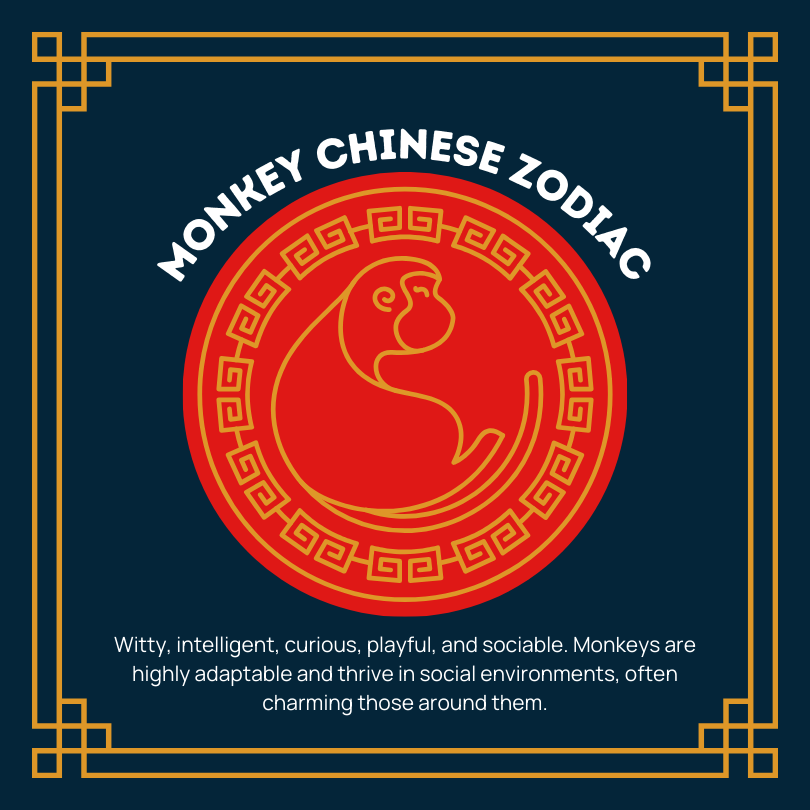 MONKEY CHINESE ZODIAC
Witty, intelligent, curious, playful, and sociable. Monkeys are
highly adaptable and thrive in social environments, often
charming those around them.